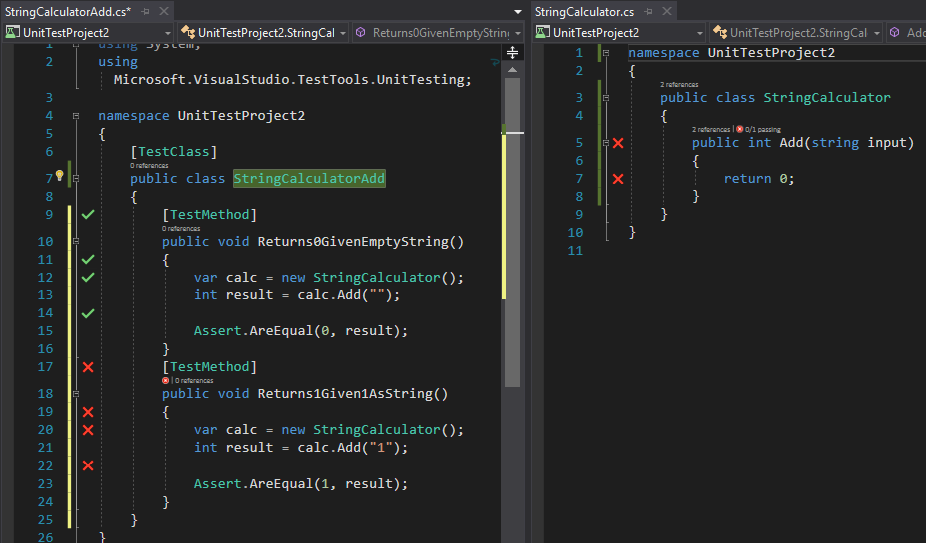 StringCalculatorAdd.cs*
UnitTestProject2
UnitTestProject2.StringCal
Returns0GivenEmptyString
1 using System;
2 using
Microsoft.VisualStudio.TestTools.UnitTesting;
3
4 namespace UnitTestProject2
5 {
6 [TestClass]
0 references
7 public class StringCalculatorAdd
8 {
9 [TestMethod]
0 references
10 public void Returns0GivenEmptyString()
11 {
12 var calc = new StringCalculator();
13 int result = calc.Add("");
14
15 Assert.AreEqual(0, result);
16 }
17 [TestMethod]
| 0 references
18 public void Returns1Given1AsString()
19 {
20 var calc = new StringCalculator();
21 int result = calc.Add("1");
22
23 Assert.AreEqual(1, result);
24 }
25 }
26 }
StringCalculator.cs
UnitTestProject2
UnitTestProject2.StringCal
Add
1 namespace UnitTestProject2
2 {
2 references
3 public class StringCalculator
4 {
2 references | 0/1 passing
5 public int Add(string input)
6 {
7 return 0;
8 }
9 }
10 }
11